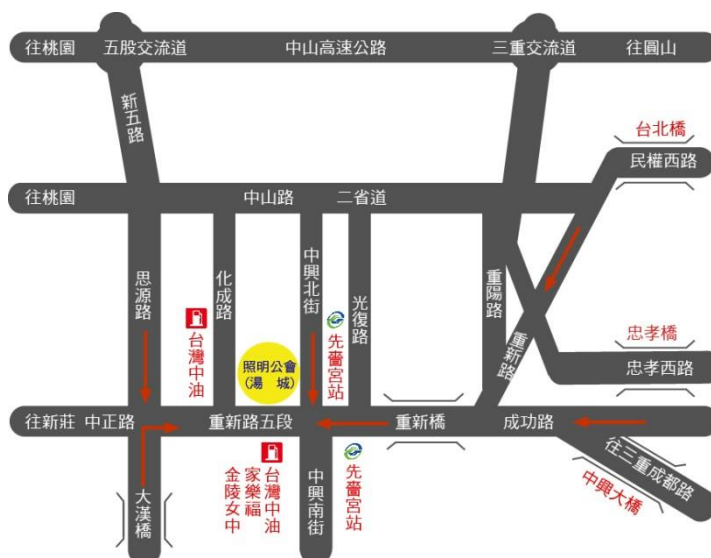 往桃園 五股交流道 中山高速公路 三重交流道 往圓山
新五路
台北橋
民權西路
往桃園 中山路 二省道
思源路
化成路
中興北街
光復路
重陽路
重新路
台灣中油
先嗇宮站
照明公會
(湯 城)
忠孝橋
忠孝西路
往新莊 中正路 重新路五段 重新橋 成功路
往三重成都路
中興大橋
大漢橋
台灣中油
家樂福
金陵女中
中興南街
先嗇宮站